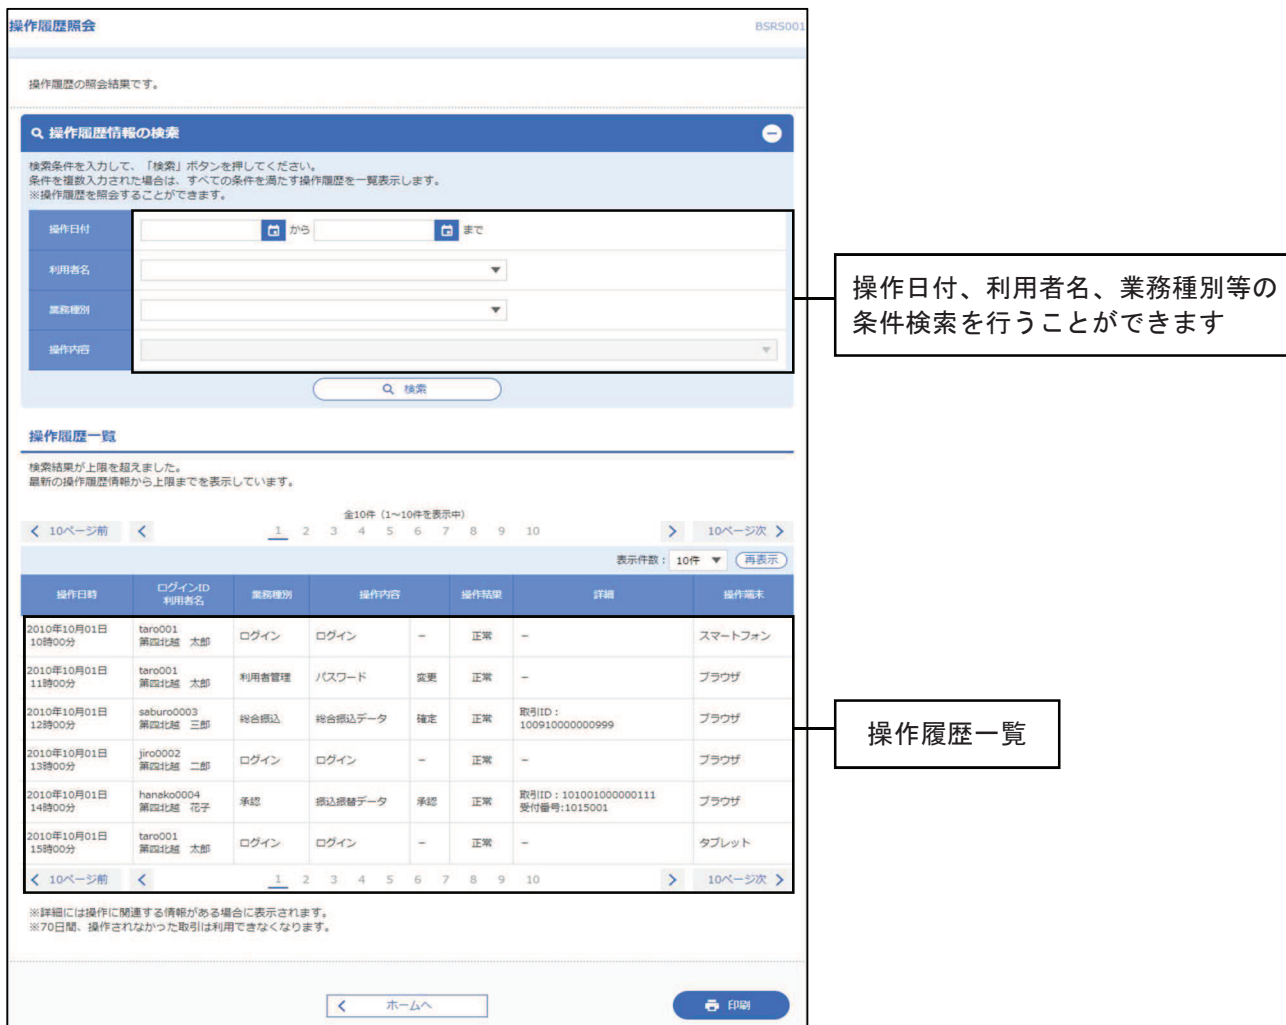 操作履歴照会
BSRS001
操作履歴の照会結果です。
操作履歴情報の検索
検索条件を入力して、「検索」ボタンを押してください。
条件を複数入力された場合は、すべての条件を満たす操作履歴を一覧表示します。
※操作履歴を照会することができます。
操作日付 から まで
利用者名
業務種別
操作内容
操作日付、利用者名、業務種別等の
条件検索を行うことができます
検索
操作履歴一覧
検索結果が上限を超えました。
最新の操作履歴情報から上限までを表示しています。
全10件（1～10件を表示中）
10ページ前 1 2 3 4 5 6 7 8 9 10 10ページ次
表示件数： 10件 再表示
操作日時 ログインID 利用者名 業務種別 操作内容 操作結果 詳細 操作端末
2010年10月01日 taro001
10時00分 第四北越 太郎 ログイン ログイン － 正常 － スマートフォン
2010年10月01日 taro001
11時00分 第四北越 太郎 利用者管理 パスワード 変更 正常 － ブラウザ
2010年10月01日 saburo0003 取引ID：
12時00分 第四北越 三郎 総合振込 総合振込データ 確定 正常 100910000000999 ブラウザ
2010年10月01日 jiro0002
13時00分 第四北越 二郎 ログイン ログイン － 正常 － ブラウザ
2010年10月01日 hanako0004 取引ID：101001000000111
14時00分 第四北越 花子 承認 振込振替データ 承認 正常 受付番号:1015001 ブラウザ
2010年10月01日 taro001
15時00分 第四北越 太郎 ログイン ログイン － 正常 － タブレット
10ページ前 1 2 3 4 5 6 7 8 9 10 10ページ次
操作履歴一覧
※詳細には操作に関連する情報がある場合に表示されます。
※70日間、操作されなかった取引は利用できなくなります。
ホームへ
印刷